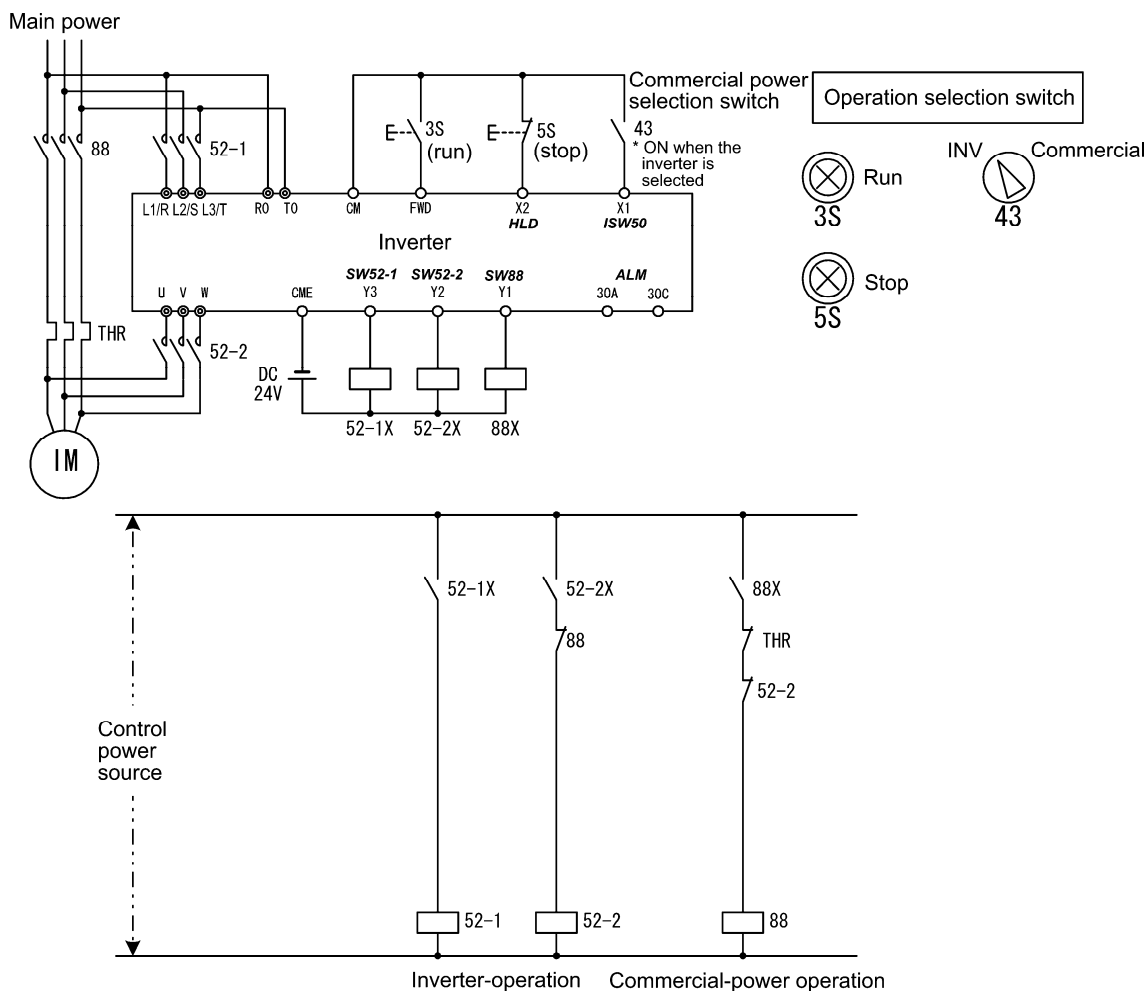 Main power
Commercial power
selection switch
Operation selection switch
88
52-1
3S
(run)
5S
(stop)
43
* ON when the
inverter is
selected
INV
Commercial
Run
3S
43
L1/R L2/S L3/T
R0
T0
CM
FWD
X2
HLD
X1
ISW50
Inverter
Stop
5S
SW52-1
SW52-2
SW88
ALM
U
V
W
CME
Y3
Y2
Y1
30A
30C
THR
52-2
DC
24V
52-1X
52-2X
88X
IM
52-1X
52-2X
88X
88
THR
52-2
Control
power
source
52-1
52-2
88
Inverter-operation
Commercial-power operation